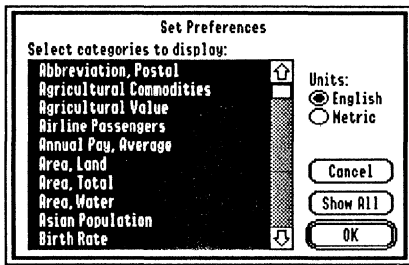 Set Preferences
Select categories to display:
Abbreviation, Postal
Agricultural Commodities
Agricultural Value
Airline Passengers
Annual Pay, Average
Area, Land
Area, Total
Area, Water
Asian Population
Birth Rate
Units:
English
Metric
Cancel
Show All
OK